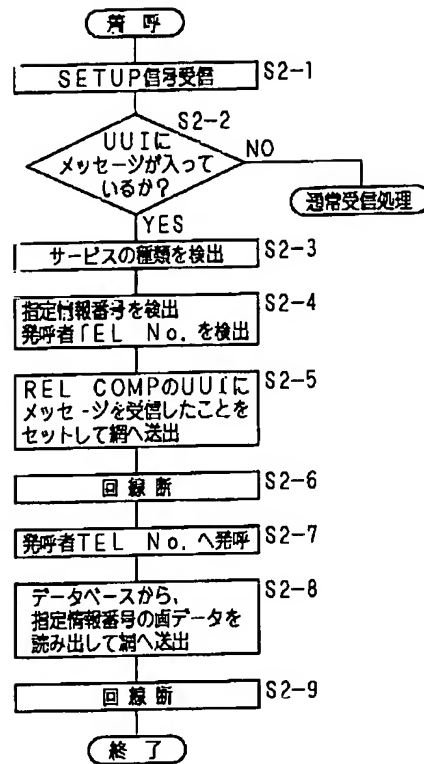 着呼
SETUP信号受信
S2-1
S2-2
UUIに
メッセージが入って
いるか?
NO
通常受信処理
YES
サービスの種類を検出
S2-3
指定情報番号を検出
S2-4
発呼者TEL No.を検出
REL COMPのUUIに
S2-5
メッセージを受信したことを
セットして網へ送出
回線断
S2-6
発呼者TEL No.へ発呼
S2-7
データベースから,
S2-8
指定情報番号の画データを
読み出して網へ送出
回線断
S2-9
終了